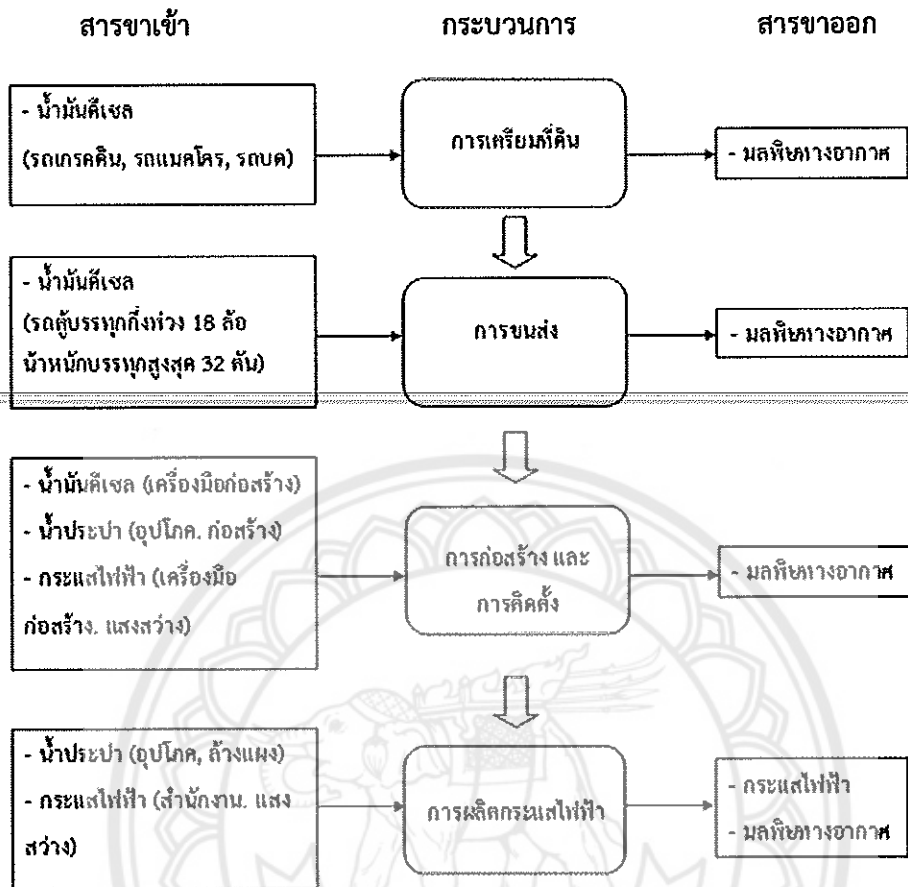 สารขาเข้า กระบวนการ สารขาออก
- น้ำมันดีเซล
(รถเกรดดิน, รถแมคโคร, รถบด)
การเตรียมที่ดิน
- มลพิษทางอากาศ
- น้ำมันดีเซล
(รถตู้บรรทุกกึ่งพ่วง 18 ล้อ
น้ำหนักบรรทุกสูงสุด 32 ตัน)
การขนส่ง
- มลพิษทางอากาศ
- น้ำมันดีเซล (เครื่องมือก่อสร้าง)
- น้ำประปา (อุปโภค, ก่อสร้าง)
- กระแสไฟฟ้า (เครื่องมือ
ก่อสร้าง, แสงสว่าง)
การก่อสร้าง และ
การติดตั้ง
- มลพิษทางอากาศ
- น้ำประปา (อุปโภค, ล้างแผง)
- กระแสไฟฟ้า (สำนักงาน, แสง
สว่าง)
การผลิตกระแสไฟฟ้า
- กระแสไฟฟ้า
- มลพิษทางอากาศ